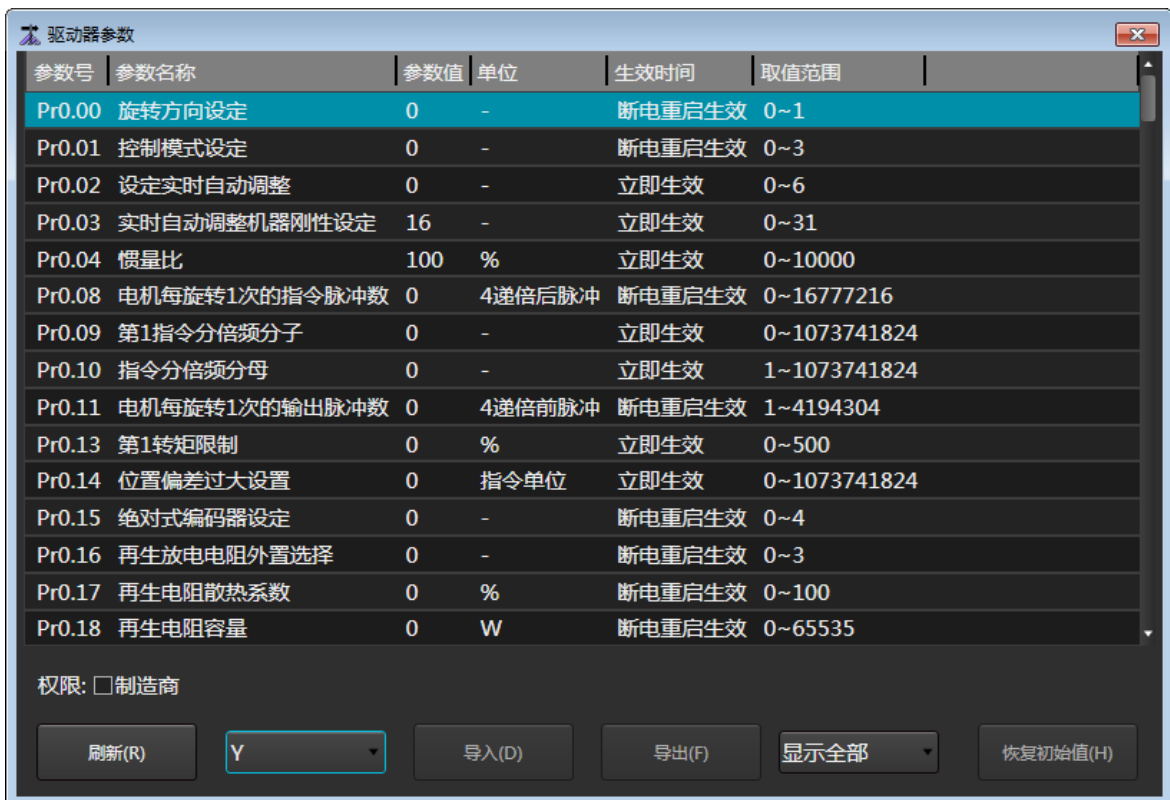 驱动器参数
参数号 参数名称 参数值 单位 生效时间 取值范围
Pr0.00 旋转方向设定 0 - 断电重启生效 0~1
Pr0.01 控制模式设定 0 - 断电重启生效 0~3
Pr0.02 设定实时自动调整 0 - 立即生效 0~6
Pr0.03 实时自动调整机器刚性设定 16 - 立即生效 0~31
Pr0.04 惯量比 100 % 立即生效 0~10000
Pr0.08 电机每旋转1次的指令脉冲数 0 4递倍后脉冲 断电重启生效 0~16777216
Pr0.09 第1指令分倍频分子 0 - 立即生效 0~1073741824
Pr0.10 指令分倍频分母 0 - 立即生效 1~1073741824
Pr0.11 电机每旋转1次的输出脉冲数 0 4递倍前脉冲 断电重启生效 1~4194304
Pr0.13 第1转矩限制 0 % 立即生效 0~500
Pr0.14 位置偏差过大设置 0 指令单位 立即生效 0~1073741824
Pr0.15 绝对式编码器设定 0 - 断电重启生效 0~4
Pr0.16 再生放电电阻外置选择 0 - 断电重启生效 0~3
Pr0.17 再生电阻散热系数 0 % 断电重启生效 0~100
Pr0.18 再生电阻容量 0 W 断电重启生效 0~65535
权限: 制造商
刷新(R) Y 导入(D) 导出(F) 显示全部 恢复初始值(H)